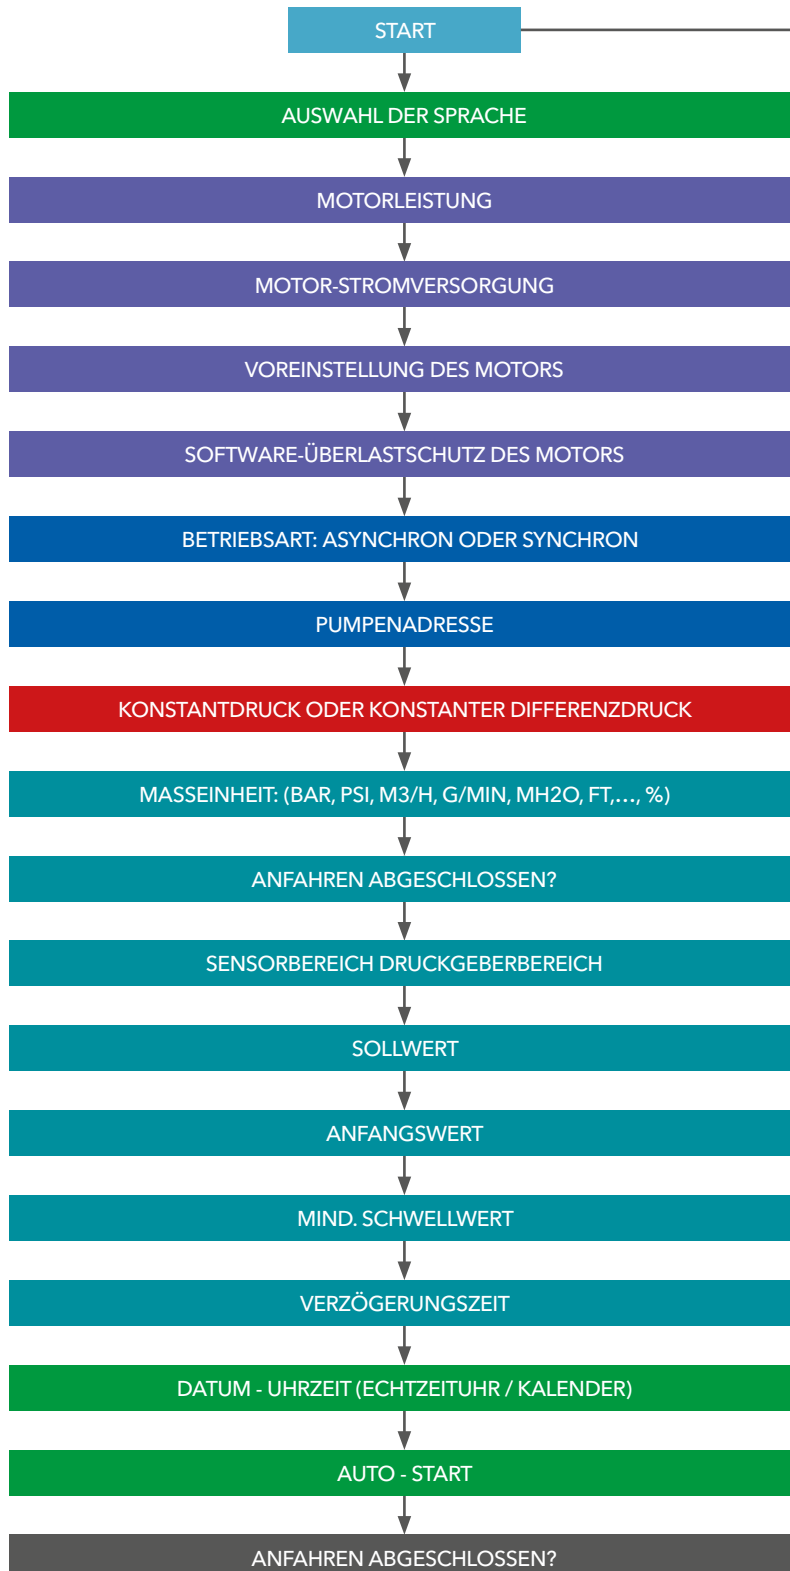 START
AUSWAHL DER SPRACHE
MOTORLEISTUNG
MOTOR-STROMVERSORGUNG
VOREINSTELLUNG DES MOTORS
SOFTWARE-ÜBERLASTSCHUTZ DES MOTORS
BETRIEBSART: ASYNCHRON ODER SYNCHRON
PUMPENADRESSE
KONSTANTDRUCK ODER KONSTANTER DIFFERENZDRUCK
MASSEINHEIT: (BAR, PSI, M3/H, G/MIN, MH2O, FT,…, %)
ANFAHREN ABGESCHLOSSEN?
SENSORBEREICH DRUCKGEBERBEREICH
SOLLWERT
ANFANGSWERT
MIND. SCHWELLWERT
VERZÖGERUNGSZEIT
DATUM - UHRZEIT (ECHTZEITUHR / KALENDER)
AUTO - START
ANFAHREN ABGESCHLOSSEN?